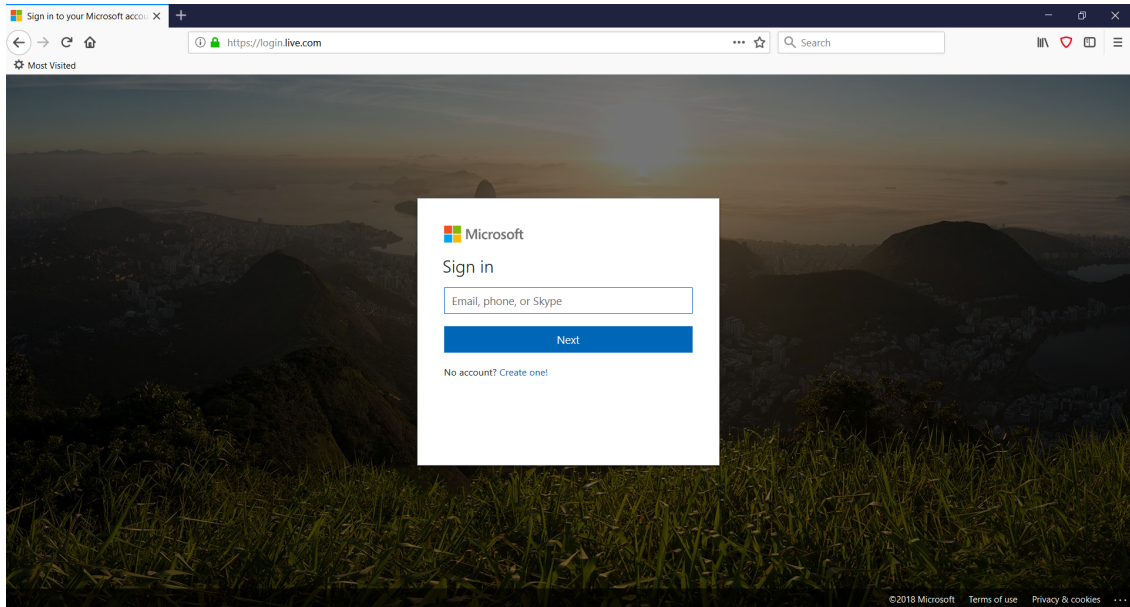 Sign in to your Microsoft accou
https://login.live.com
Search
Most Visited
Microsoft
Sign in
Email, phone, or Skype
Next
No account? Create one!
©2018 Microsoft Terms of use Privacy & cookies ...